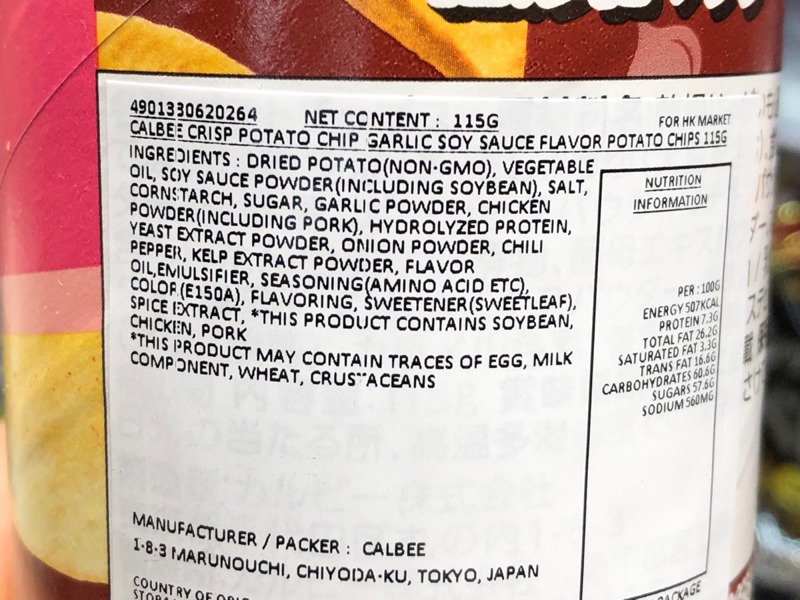 4901330620264 NET CONTENT : 115G FOR HK MARKET
CALBEE CRISP POTATO CHIP GARLIC SOY SAUCE FLAVOR POTATO CHIPS 115G
INGREDIENTS : DRIED POTATO(NON-GMO), VEGETABLE
OIL, SOY SAUCE POWDER(INCLUDING SOYBEAN), SALT,
CORNSTARCH, SUGAR, GARLIC POWDER, CHICKEN
POWDER(INCLUDING PORK), HYDROLYZED PROTEIN,
YEAST EXTRACT POWDER, ONION POWDER, CHILI
PEPPER, KELP EXTRACT POWDER, FLAVOR
OIL,EMULSIFIER, SEASONING(AMINO ACID ETC),
COLOR(E150A), FLAVORING, SWEETENER(SWEETLEAF),
SPICE EXTRACT, *THIS PRODUCT CONTAINS SOYBEAN,
CHICKEN, PORK
*THIS PRODUCT MAY CONTAIN TRACES OF EGG, MILK
COMPONENT, WHEAT, CRUSTACEANS
NUTRITION
INFORMATION
PER : 100G
ENERGY 507KCAL
PROTEIN 7.3G
TOTAL FAT 26.2G
SATURATED FAT 3.3G
TRANS FAT 16.6G
CARBOHYDRATES 60.6G
SUGARS 57.6G
SODIUM 560MG
MANUFACTURER / PACKER : CALBEE
1-8-3 MARUNOUCHI, CHIYODA-KU, TOKYO, JAPAN
COUNTRY OF
PACKAGE